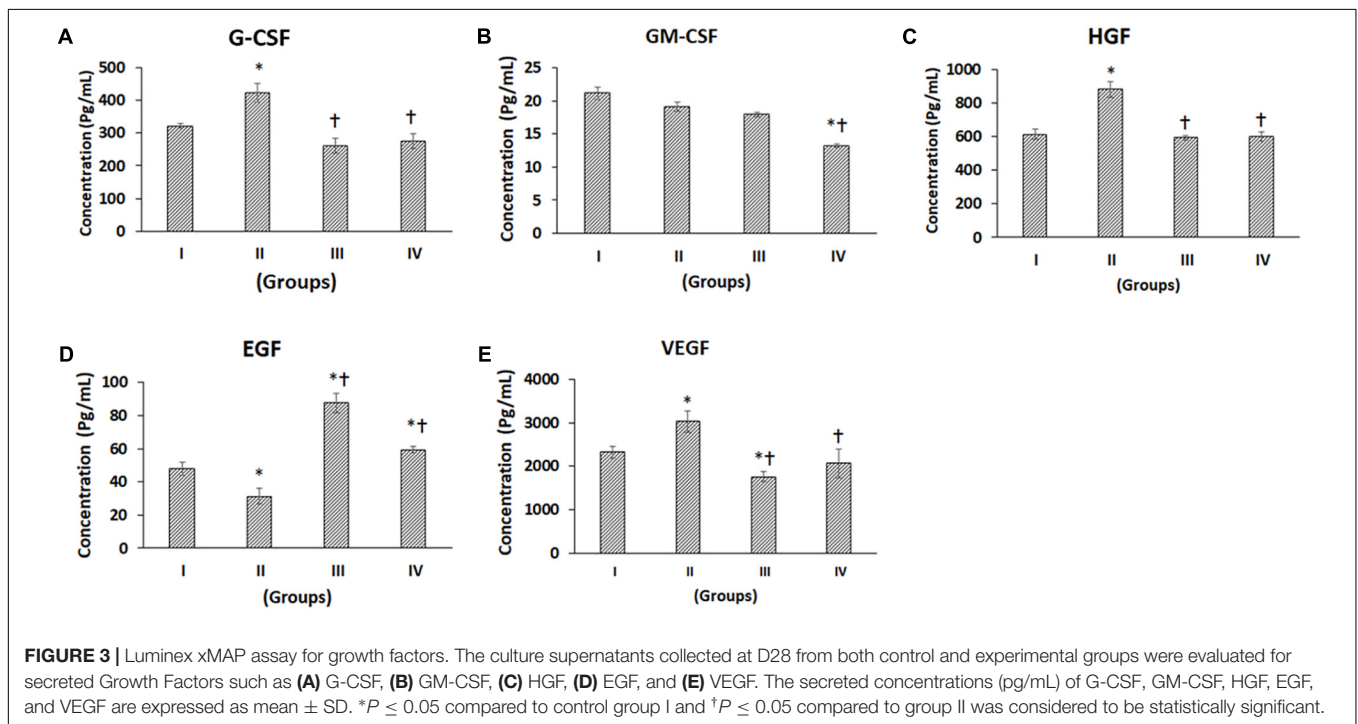 A
G-CSF
Concentration (Pg/mL)
500
400
300
200
100
0
*
†
†
I II III IV
(Groups)
B
GM-CSF
Concentration (Pg/mL)
25
20
15
10
5
0
*†
I II III IV
(Groups)
C
HGF
Concentration (Pg/mL)
1000
800
600
400
200
0
*
†
†
I II III IV
(Groups)
D
EGF
Concentration (Pg/mL)
100
80
60
40
20
0
*
*†
*†
I II III IV
(Groups)
E
VEGF
Concentration (Pg/mL)
4000
3000
2000
1000
0
*
*†
†
I II III IV
(Groups)
FIGURE 3 | Luminex xMAP assay for growth factors. The culture supernatants collected at D28 from both control and experimental groups were evaluated for
secreted Growth Factors such as (A) G-CSF, (B) GM-CSF, (C) HGF, (D) EGF, and (E) VEGF. The secreted concentrations (pg/mL) of G-CSF, GM-CSF, HGF, EGF,
and VEGF are expressed as mean ± SD. *P ≤ 0.05 compared to control group I and †P ≤ 0.05 compared to group II was considered to be statistically significant.